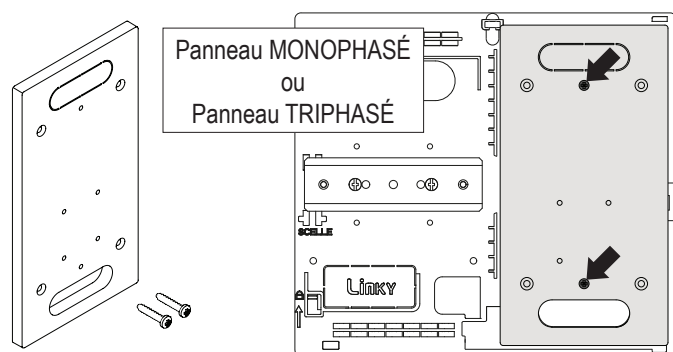 Panneau MONOPHASÉ
ou
Panneau TRIPHASÉ
SCELLE
Linky